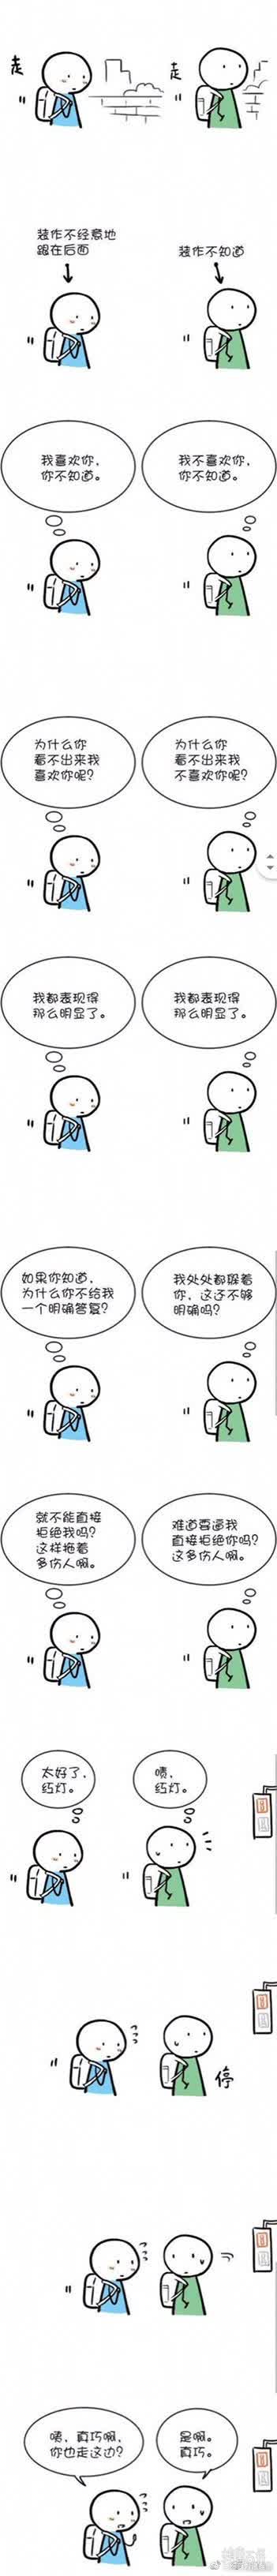 走
走
装作不经意地
跟在后面
装作不知道
我喜欢你，
你不知道。
我不喜欢你，
你不知道。
为什么你
看不出来我
喜欢你呢？
为什么你
看不出来我
不喜欢你呢？
我都表现得
那么明显了。
我都表现得
那么明显了。
如果你知道，
为什么你不给我
一个明确答复？
我处处都躲着
你，这还不够
明确吗？
就不能直接
拒绝我吗？
这样拖着
多伤人啊。
难道要逼我
直接拒绝你吗？
这多伤人啊。
太好了，
红灯。
啧，
红灯。
停
咦，真巧啊，
你也走这边？
是啊。
真巧。